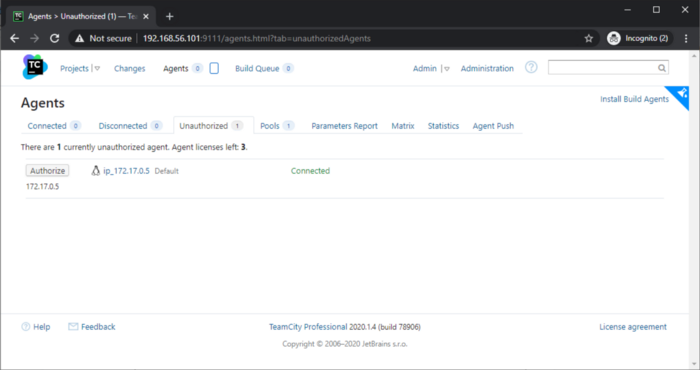 Agents > Unauthorized (1) — Tea
Not secure 192.168.56.101:9111/agents.html?tab=unauthorizedAgents Incognito (2)
TC Projects Changes Agents 0 Build Queue 0 Admin Administration ?
Agents
Install Build Agents
Connected 0 Disconnected 0 Unauthorized 1 Pools 1 Parameters Report Matrix Statistics Agent Push
There are 1 currently unauthorized agent. Agent licenses left: 3.
Authorize ip_172.17.0.5 Default Connected
172.17.0.5
Help Feedback TeamCity Professional 2020.1.4 (build 78906) License agreement
Copyright © 2006–2020 JetBrains s.r.o.